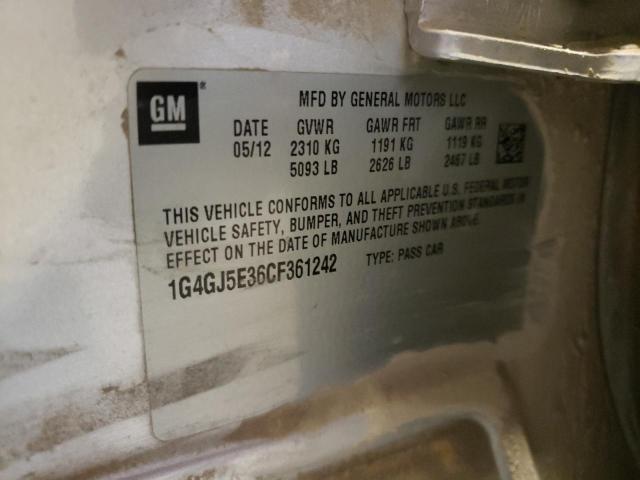 GM
MFD BY GENERAL MOTORS LLC
DATE GVWR GAWR FRT GAWR RR
05/12 2310 KG 1191 KG 1119 KG
5093 LB 2626 LB 2467 LB
THIS VEHICLE CONFORMS TO ALL APPLICABLE U.S. FEDERAL MOTOR
VEHICLE SAFETY, BUMPER, AND THEFT PREVENTION STANDARDS IN
EFFECT ON THE DATE OF MANUFACTURE SHOWN ABOVE.
1G4GJ5E36CF361242 TYPE: PASS CAR